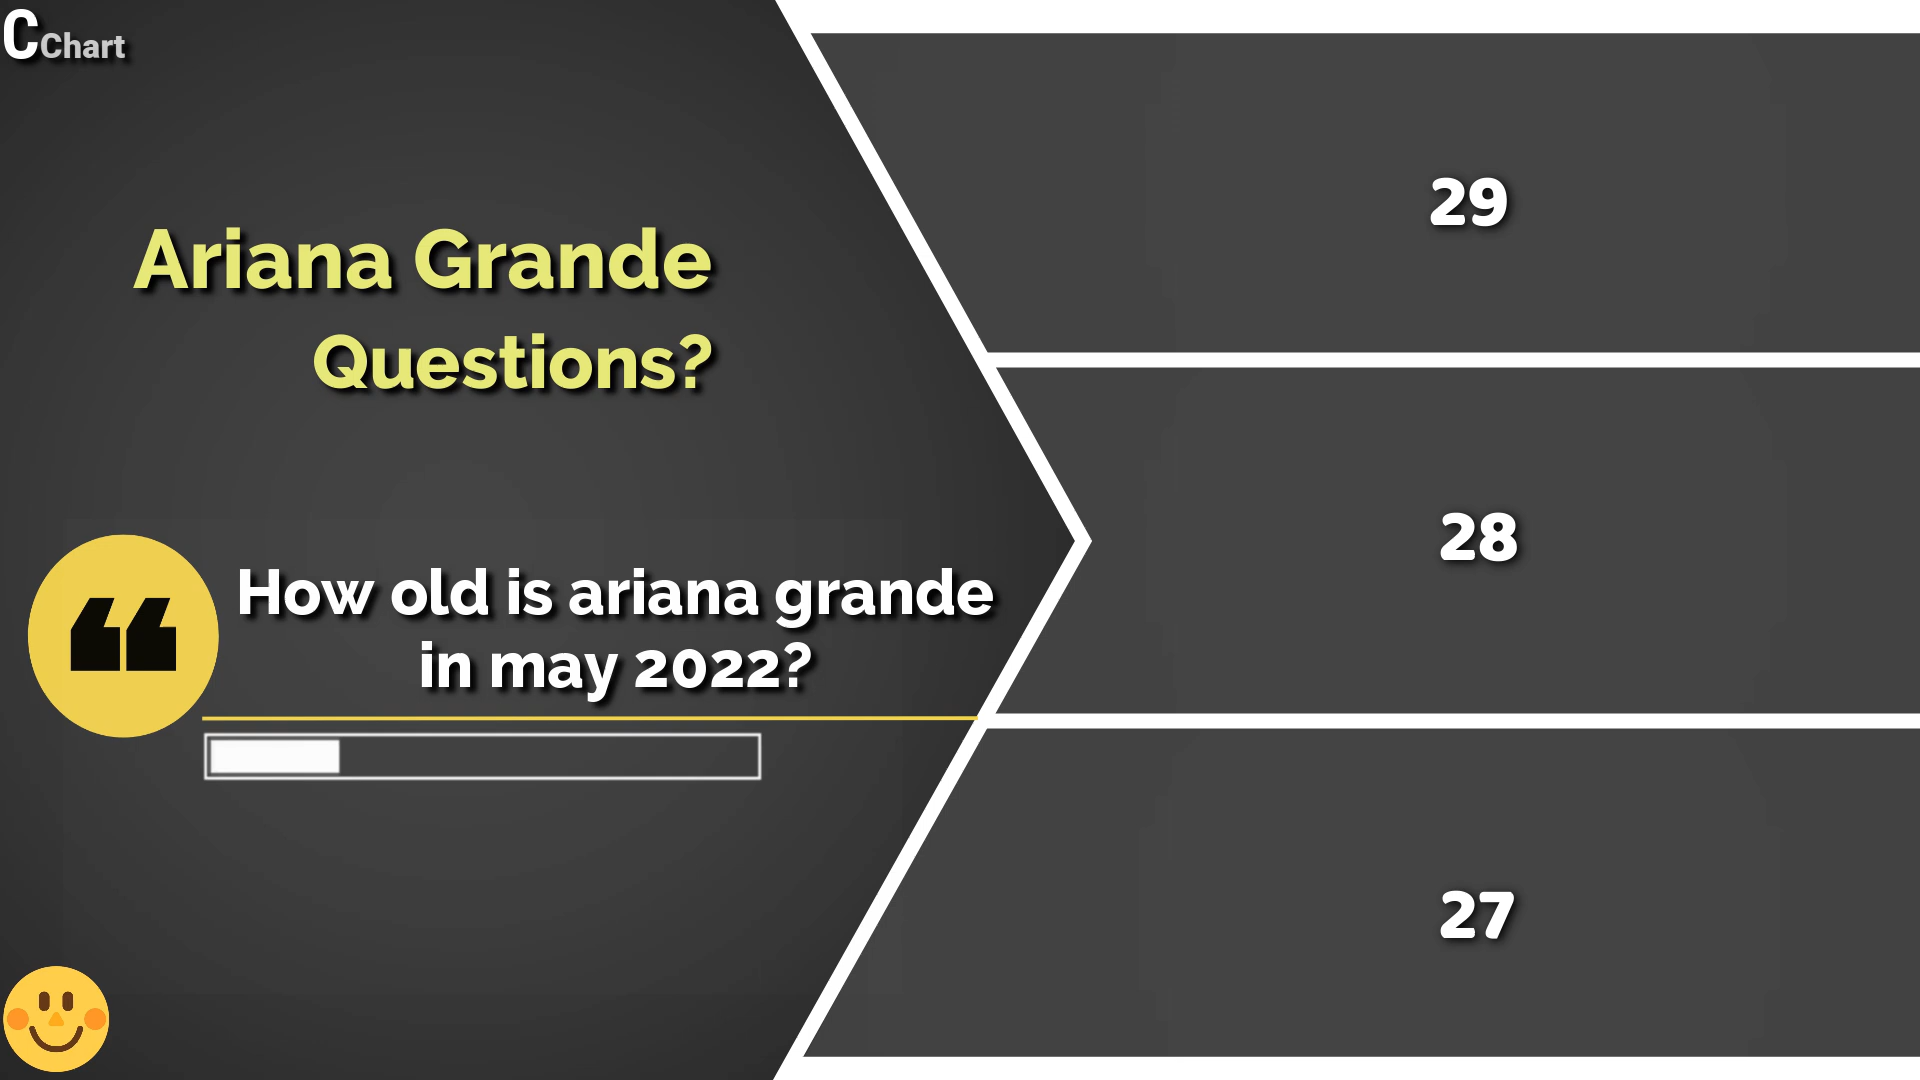 CChart
Ariana Grande
Questions?
❝
How old is ariana grande
in may 2022?
29
28
27